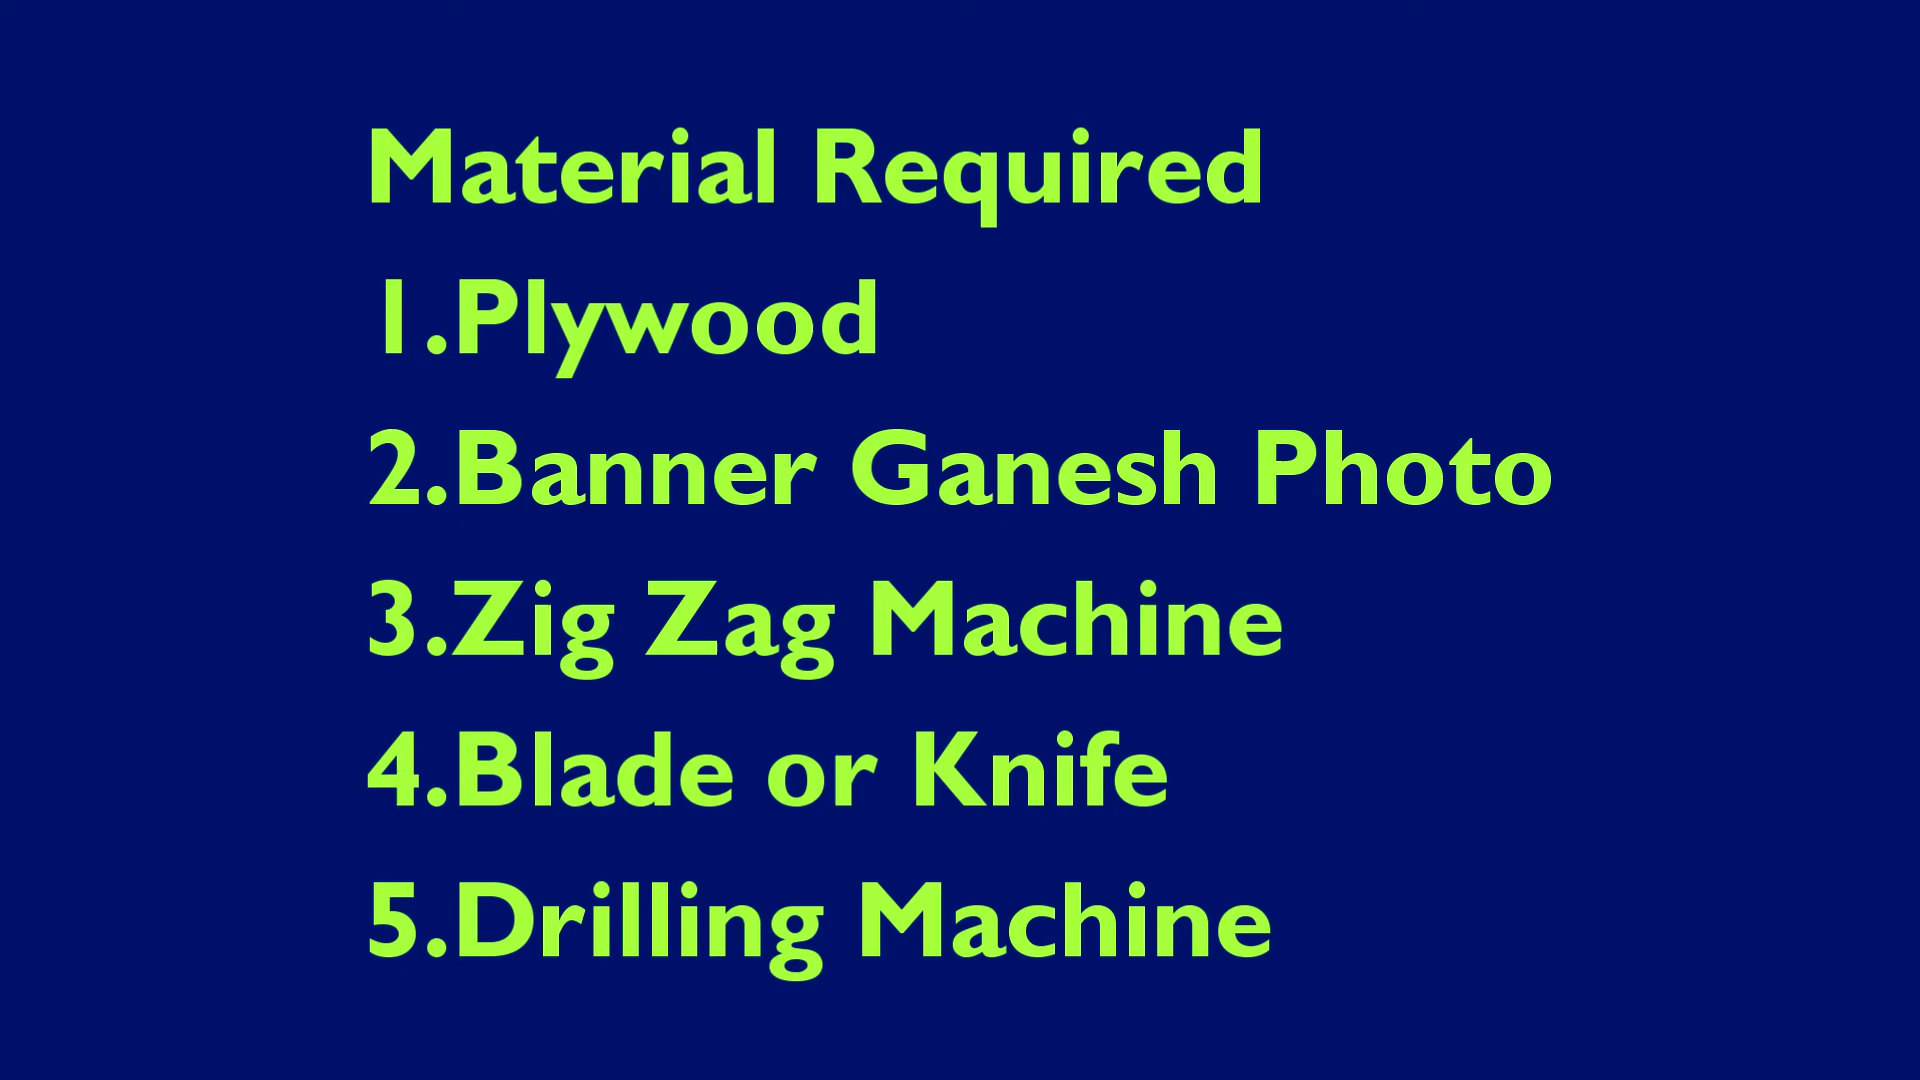 Material Required
1.Plywood
2.Banner Ganesh Photo
3.Zig Zag Machine
4.Blade or Knife
5.Drilling Machine